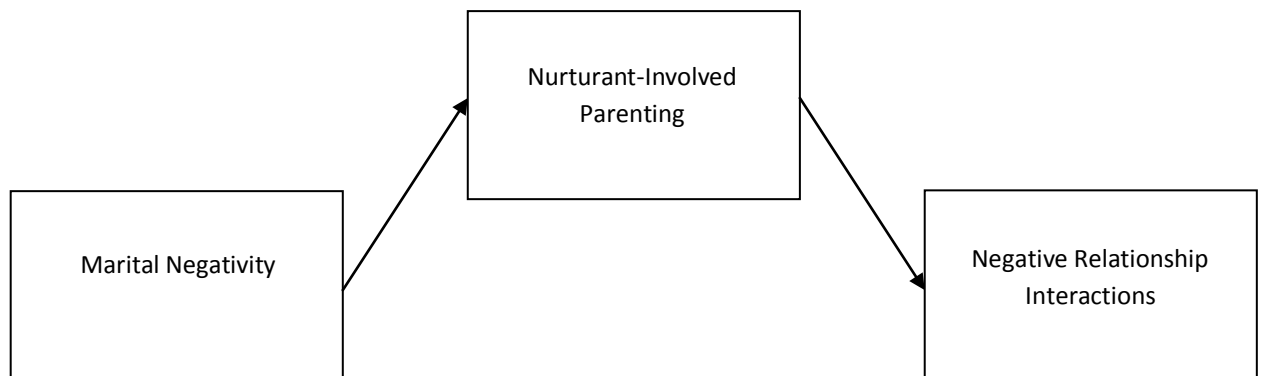 Nurturant-Involved
Parenting
Marital Negativity
Negative Relationship
Interactions